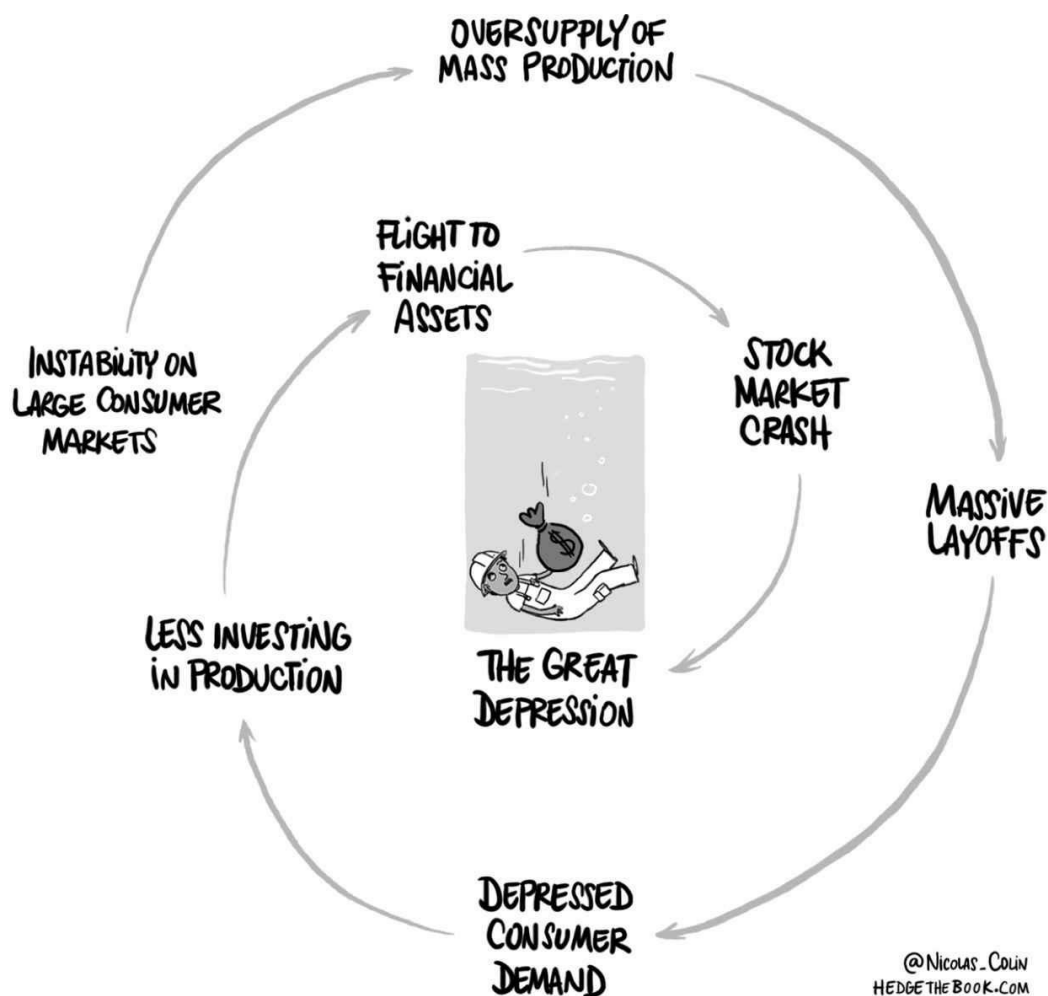 OVERSUPPLY OF
MASS PRODUCTION
FLIGHT TO
FINANCIAL
ASSETS
INSTABILITY ON
LARGE CONSUMER
MARKETS
STOCK
MARKET
CRASH
MASSIVE
LAYOFFS
$
LESS INVESTING
IN PRODUCTION
THE GREAT
DEPRESSION
DEPRESSED
CONSUMER
DEMAND
@NICOLAS_COLIN
HEDGETHEBOOK.COM